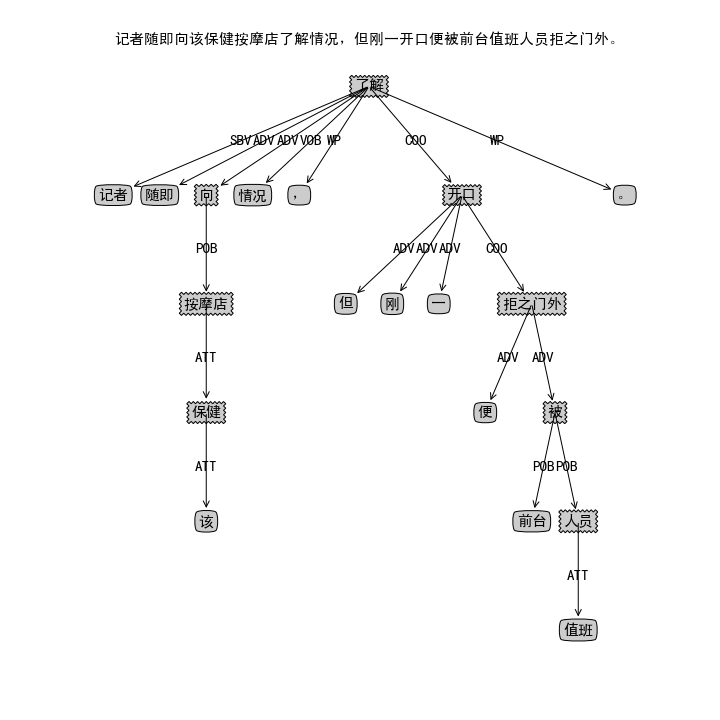 记者随即向该保健按摩店了解情况，但刚一开口便被前台值班人员拒之门外。
了解
SBV ADV ADV VOB WP COO WP
记者 随即 向 情况 ， 开口 。
POB ADV ADV ADV COO
按摩店 但 刚 一 拒之门外
ATT ADV ADV
保健 便 被
ATT POB POB
该 前台 人员
ATT
值班